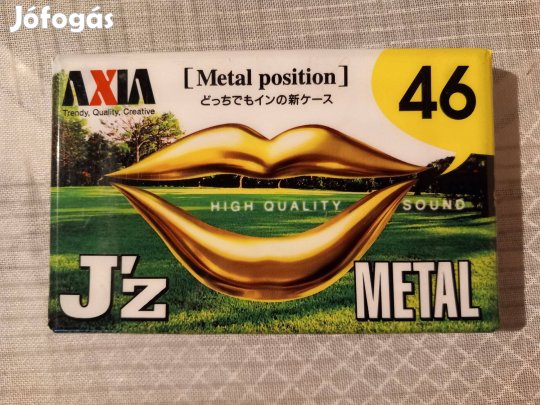 Jófogás
AXIA
Trendy, Quality, Creative
[Metal position]
どっちでもインの新ケース
46
HIGH QUALITY SOUND
J'z
METAL